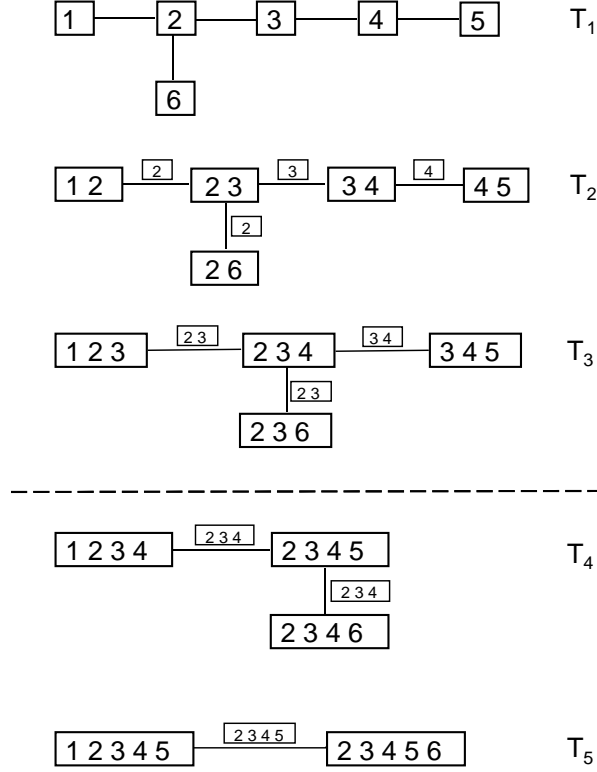 1 2 3 4 5 T1
6
2 3 4
1 2 2 3 3 4 4 5 T2
2
2 6
2 3 3 4
1 2 3 2 3 4 3 4 5 T3
2 3
2 3 6
2 3 4
1 2 3 4 2 3 4 5 T4
2 3 4
2 3 4 6
2 3 4 5
1 2 3 4 5 2 3 4 5 6 T5